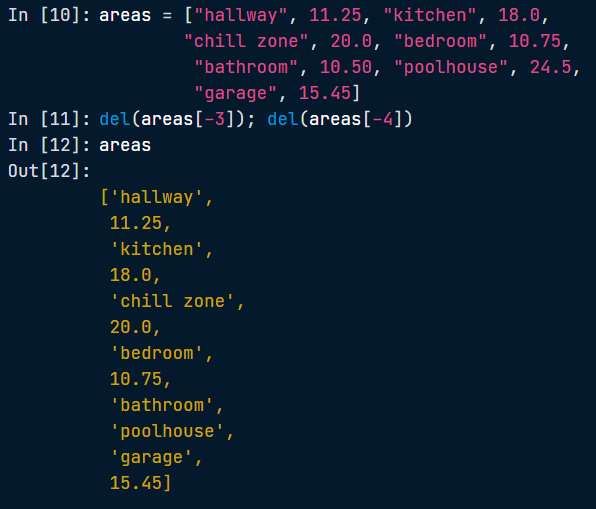 In [10]: areas = ["hallway", 11.25, "kitchen", 18.0,
"chill zone", 20.0, "bedroom", 10.75,
"bathroom", 10.50, "poolhouse", 24.5,
"garage", 15.45]
In [11]: del(areas[-3]); del(areas[-4])
In [12]: areas
Out[12]:
['hallway',
11.25,
'kitchen',
18.0,
'chill zone',
20.0,
'bedroom',
10.75,
'bathroom',
'poolhouse',
'garage',
15.45]